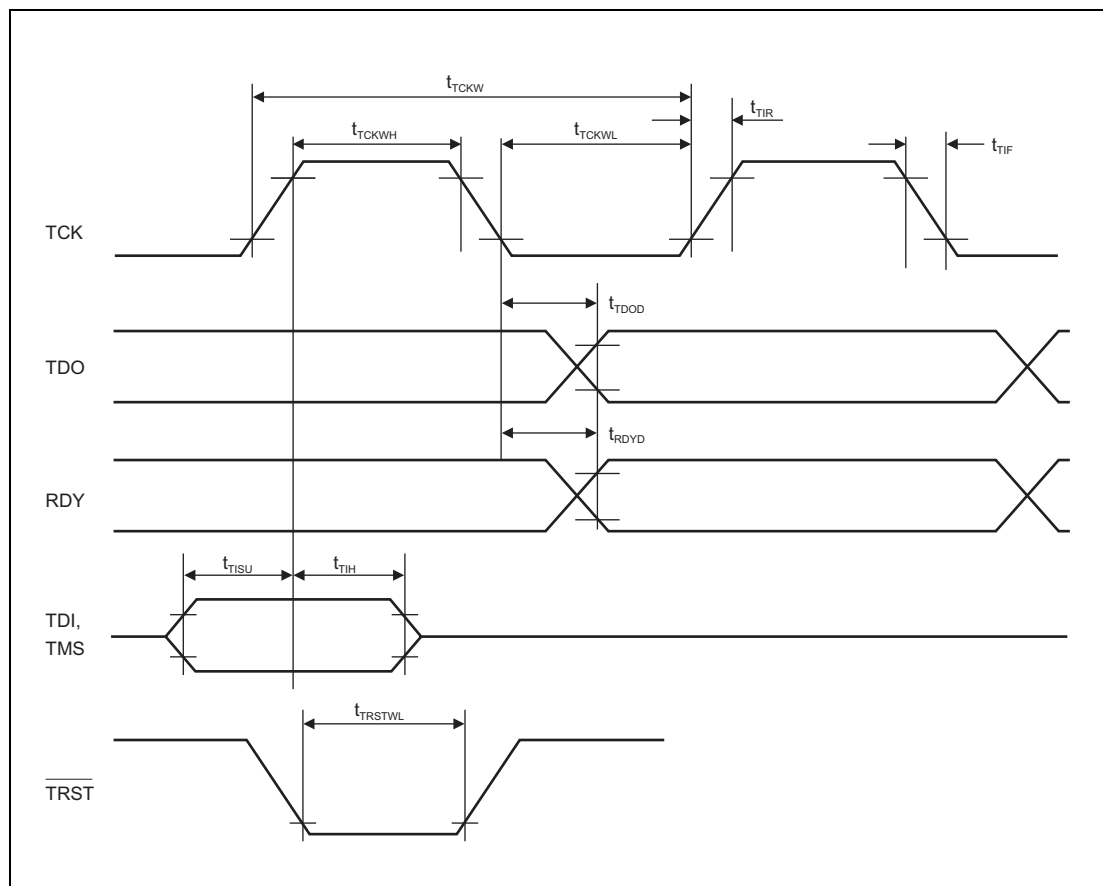 tTCKW
tTIR
tTCKWH
tTCKWL
tTIF
TCK
tTDOD
TDO
tRDYD
RDY
tTISU
tTIH
TDI,
TMS
tTRSTWL
TRST